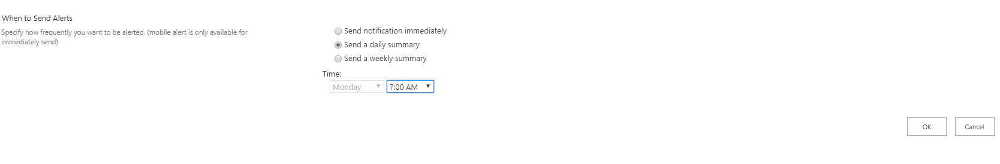 When to Send Alerts
Specify how frequently you want to be alerted. (mobile alert is only available for
immediately send)
Send notification immediately
Send a daily summary
Send a weekly summary
Time:
Monday 7:00 AM
OK Cancel